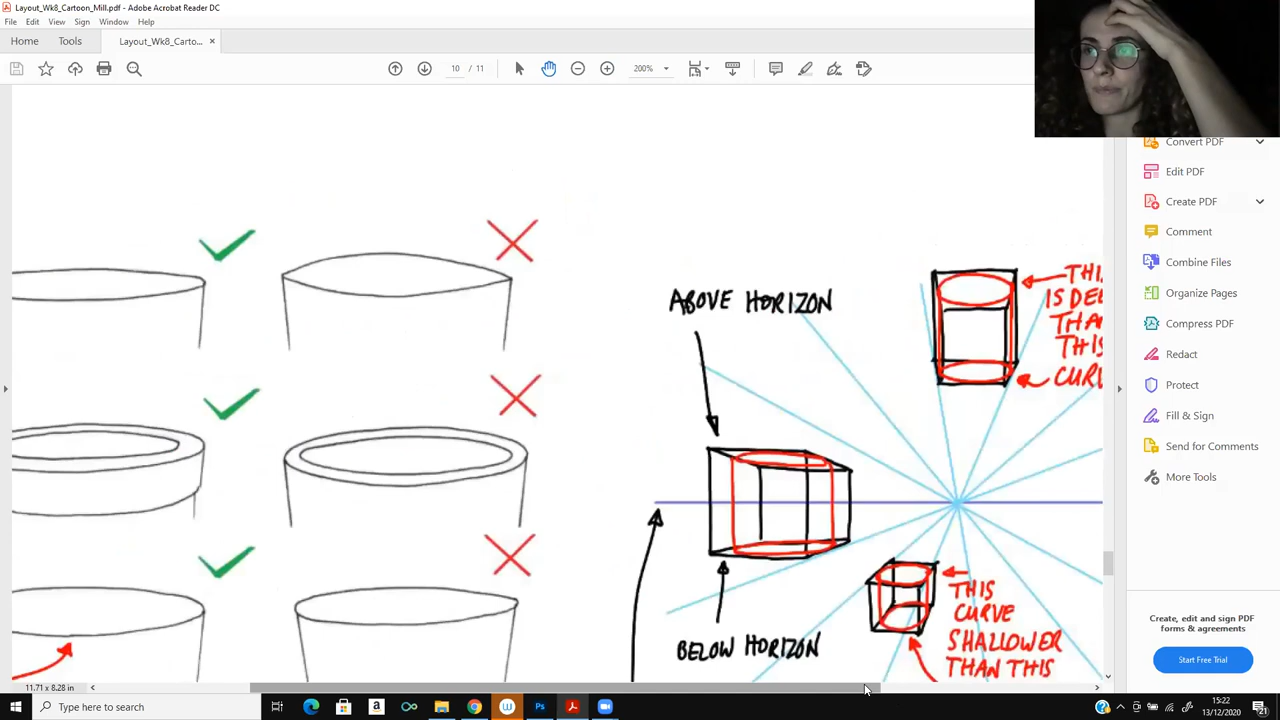 Layout_Wk8_Cartoon_Mill.pdf - Adobe Acrobat Reader DC
File Edit View Sign Window Help
Home Tools Layout_Wk8_Carto... ×
10 / 11 200%
Convert PDF
Edit PDF
Create PDF
Comment
Combine Files
Organize Pages
Compress PDF
Redact
Protect
Fill & Sign
Send for Comments
More Tools
Create, edit and sign PDF
forms & agreements
Start Free Trial
ABOVE HORIZON
BELOW HORIZON
THI
IS DEE
THA
THIS
CURV
THIS
CURVE
SHALLOWER
THAN THIS
11.71 x 8.28 in
Type here to search
15:22
13/12/2020
21